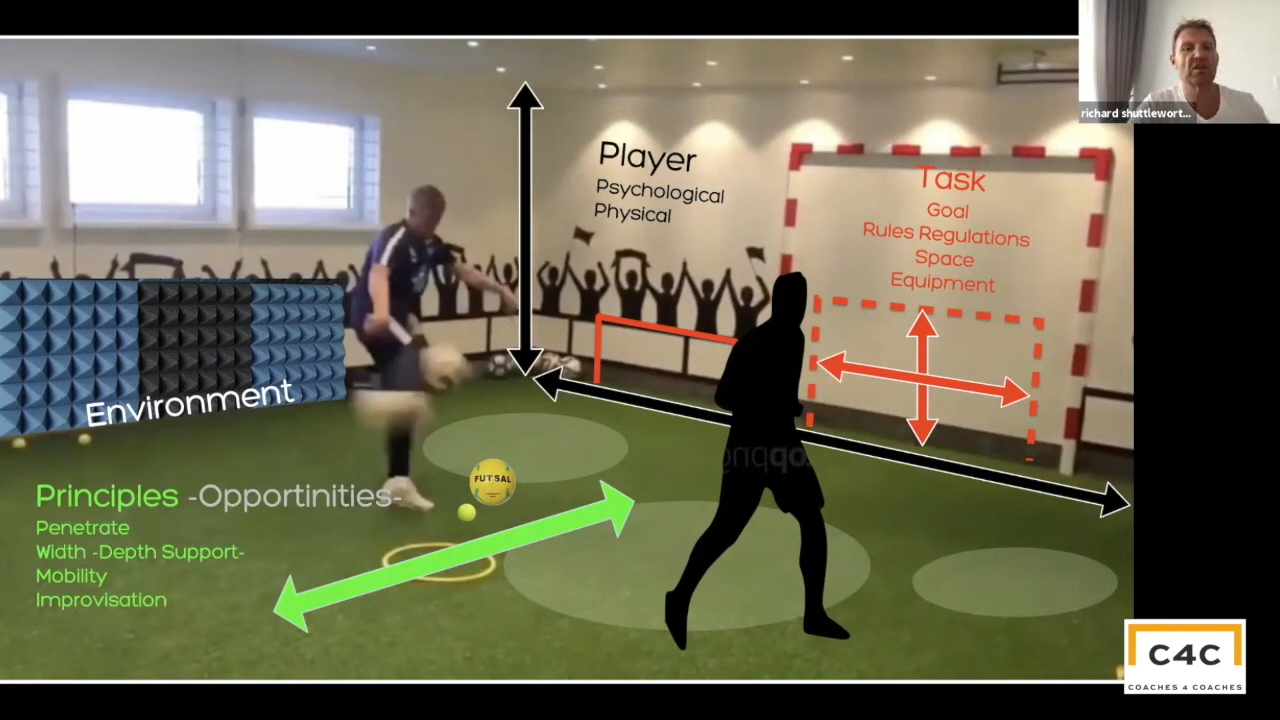 richard shuttlewort...
Player
Psychological
Physical
Task
Goal
Rules Regulations
Space
Equipment
Environment
FUTSAL
Principles -Opportinities-
Penetrate
Width -Depth Support-
Mobility
Improvisation
C4C
COACHES 4 COACHES